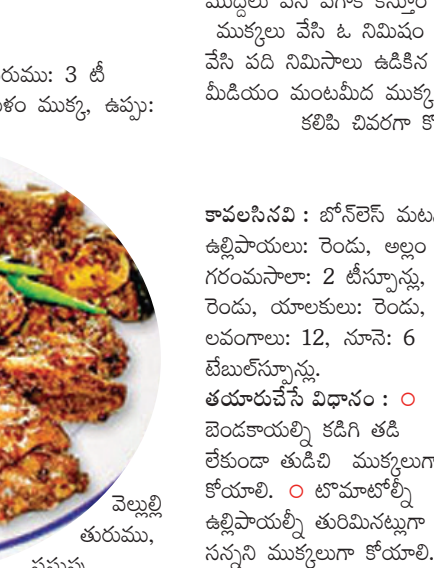 రుము: 3 టీ
ముక్క, ఉప్పు:
వెల్లుల్లి
తురుము,
ముక్కలు వేసి ఓ నిమిషం
వేసి పది నిమిసాలు ఉడికిన
మీడియం మంటమీద ముక్క
కలిపి చివరగా
కావలసినవి : బోన్‌లెస్ మటన
ఉల్లిపాయలు: రెండు, అల్లం
గరంమసాలా: 2 టీస్పూన్లు,
రెండు, యాలకులు: రెండు,
లవంగాలు: 12, నూనె: 6
టేబుల్‌స్పూన్లు.
తయారుచేసే విధానం :
బెండకాయల్ని కడిగి తడి
లేకుండా తుడిచి ముక్కలుగా
కోయాలి. టొమాటోల్నీ
ఉల్లిపాయల్నీ తురిమినట్లుగా
సన్నని ముక్కలుగా కోయాలి.